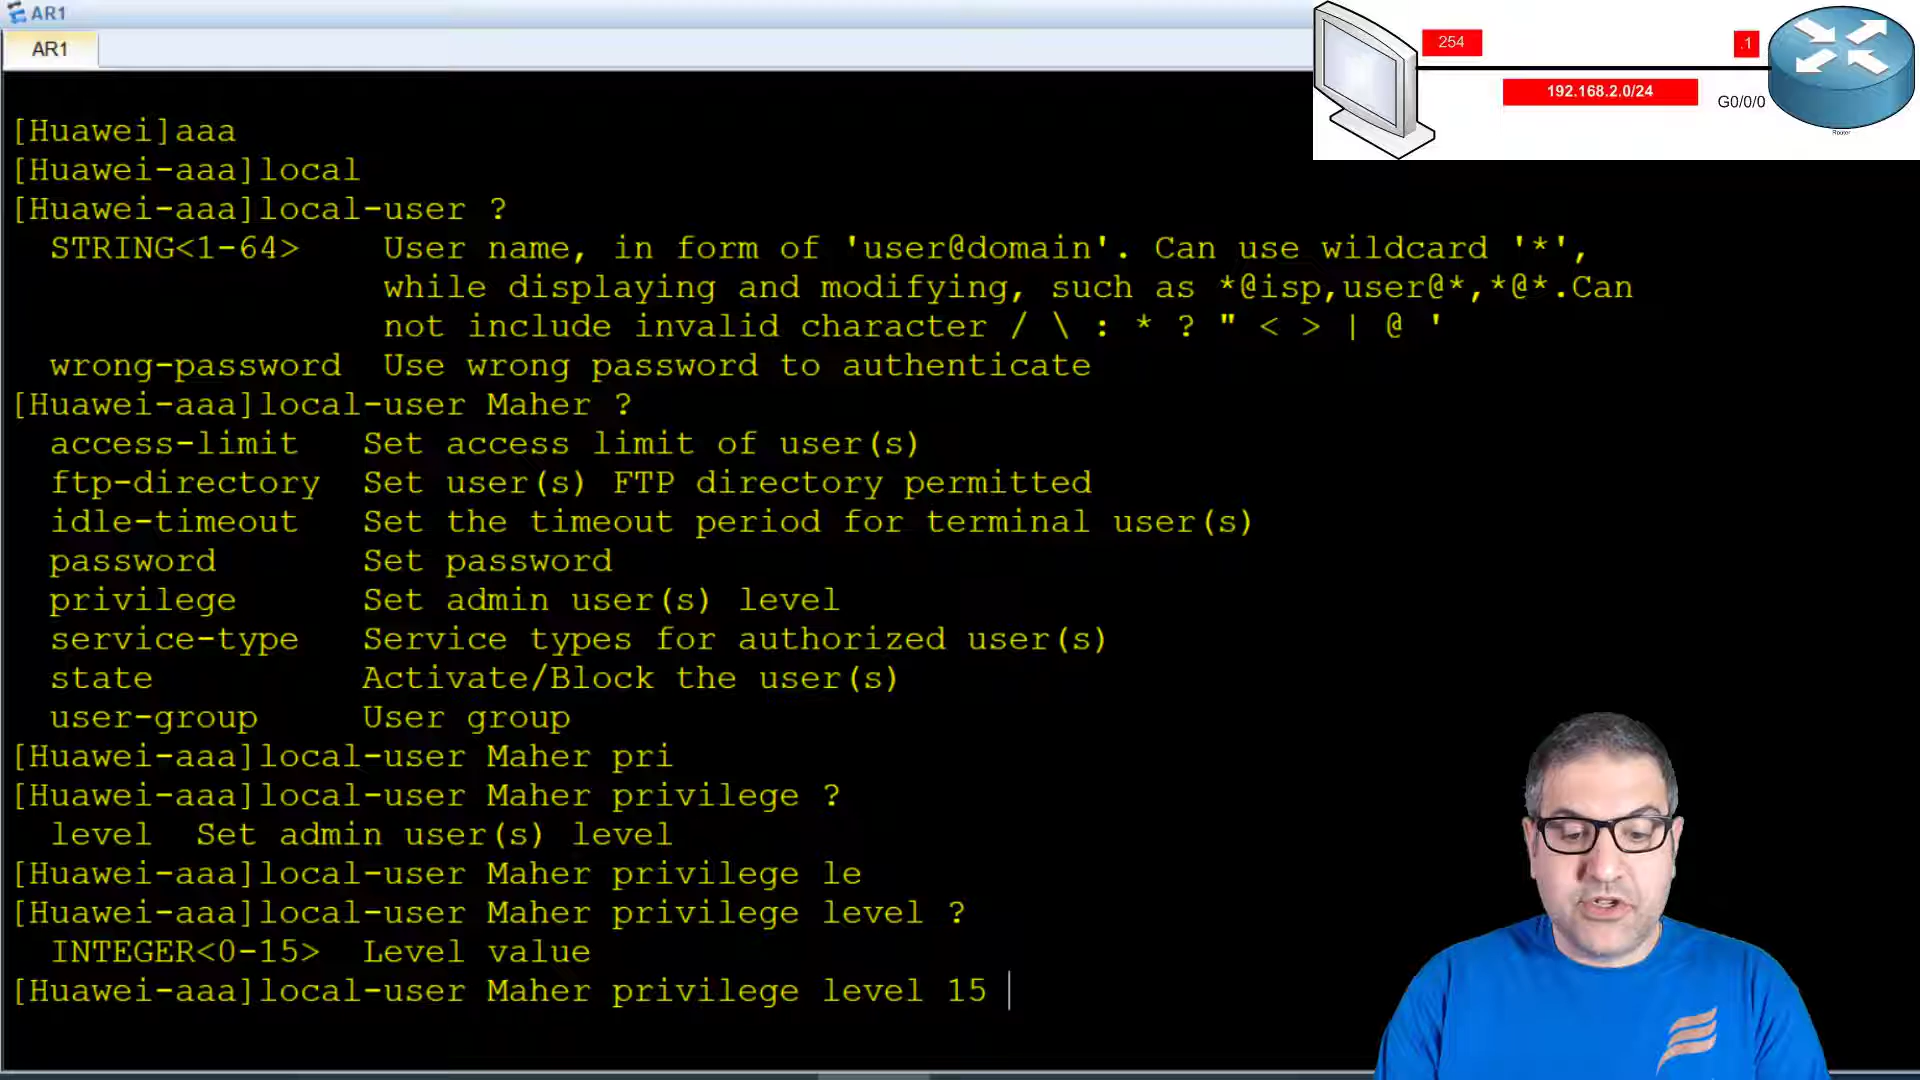 AR1
AR1
254
.1
192.168.2.0/24
G0/0/0
Router
[Huawei]aaa
[Huawei-aaa]local
[Huawei-aaa]local-user ?
STRING<1-64> User name, in form of 'user@domain'. Can use wildcard '*',
while displaying and modifying, such as *@isp,user@*,*@*.Can
not include invalid character / \ : * ? " < > | @ '
wrong-password Use wrong password to authenticate
[Huawei-aaa]local-user Maher ?
access-limit Set access limit of user(s)
ftp-directory Set user(s) FTP directory permitted
idle-timeout Set the timeout period for terminal user(s)
password Set password
privilege Set admin user(s) level
service-type Service types for authorized user(s)
state Activate/Block the user(s)
user-group User group
[Huawei-aaa]local-user Maher pri
[Huawei-aaa]local-user Maher privilege ?
level Set admin user(s) level
[Huawei-aaa]local-user Maher privilege le
[Huawei-aaa]local-user Maher privilege level ?
INTEGER<0-15> Level value
[Huawei-aaa]local-user Maher privilege level 15